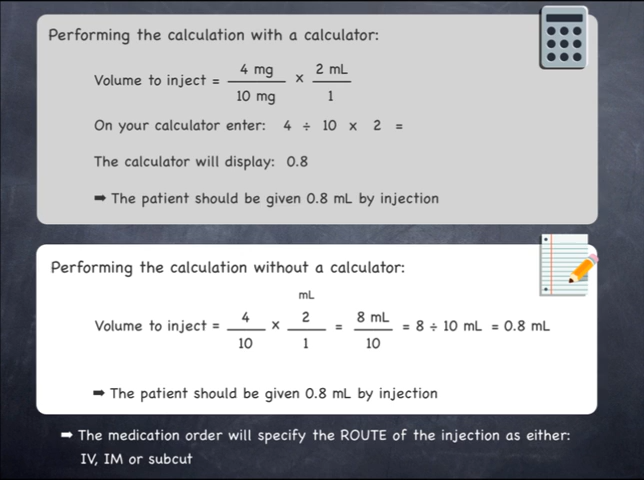 Performing the calculation with a calculator:
Volume to inject = 4 mg / 10 mg x 2 mL / 1
On your calculator enter: 4 ÷ 10 x 2 =
The calculator will display: 0.8
➡ The patient should be given 0.8 mL by injection
Performing the calculation without a calculator:
mL
Volume to inject = 4 / 10 x 2 / 1 = 8 mL / 10 = 8 ÷ 10 mL = 0.8 mL
➡ The patient should be given 0.8 mL by injection
➡ The medication order will specify the ROUTE of the injection as either:
IV, IM or subcut